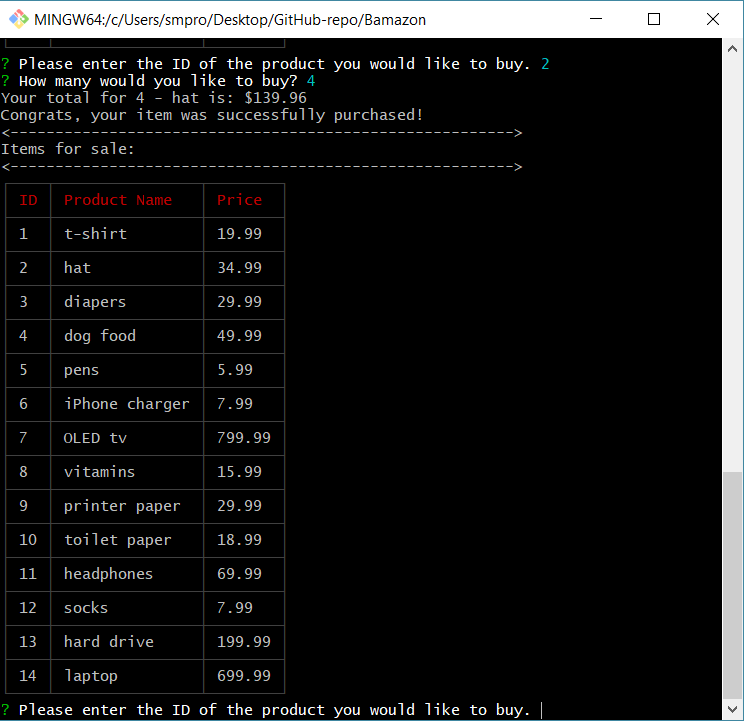 MINGW64:/c/Users/smpro/Desktop/GitHub-repo/Bamazon
? Please enter the ID of the product you would like to buy. 2
? How many would you like to buy? 4
Your total for 4 - hat is: $139.96
Congrats, your item was successfully purchased!
<-------------------------------------------------------->
Items for sale:
<-------------------------------------------------------->
ID Product Name Price
1 t-shirt 19.99
2 hat 34.99
3 diapers 29.99
4 dog food 49.99
5 pens 5.99
6 iPhone charger 7.99
7 OLED tv 799.99
8 vitamins 15.99
9 printer paper 29.99
10 toilet paper 18.99
11 headphones 69.99
12 socks 7.99
13 hard drive 199.99
14 laptop 699.99
? Please enter the ID of the product you would like to buy.